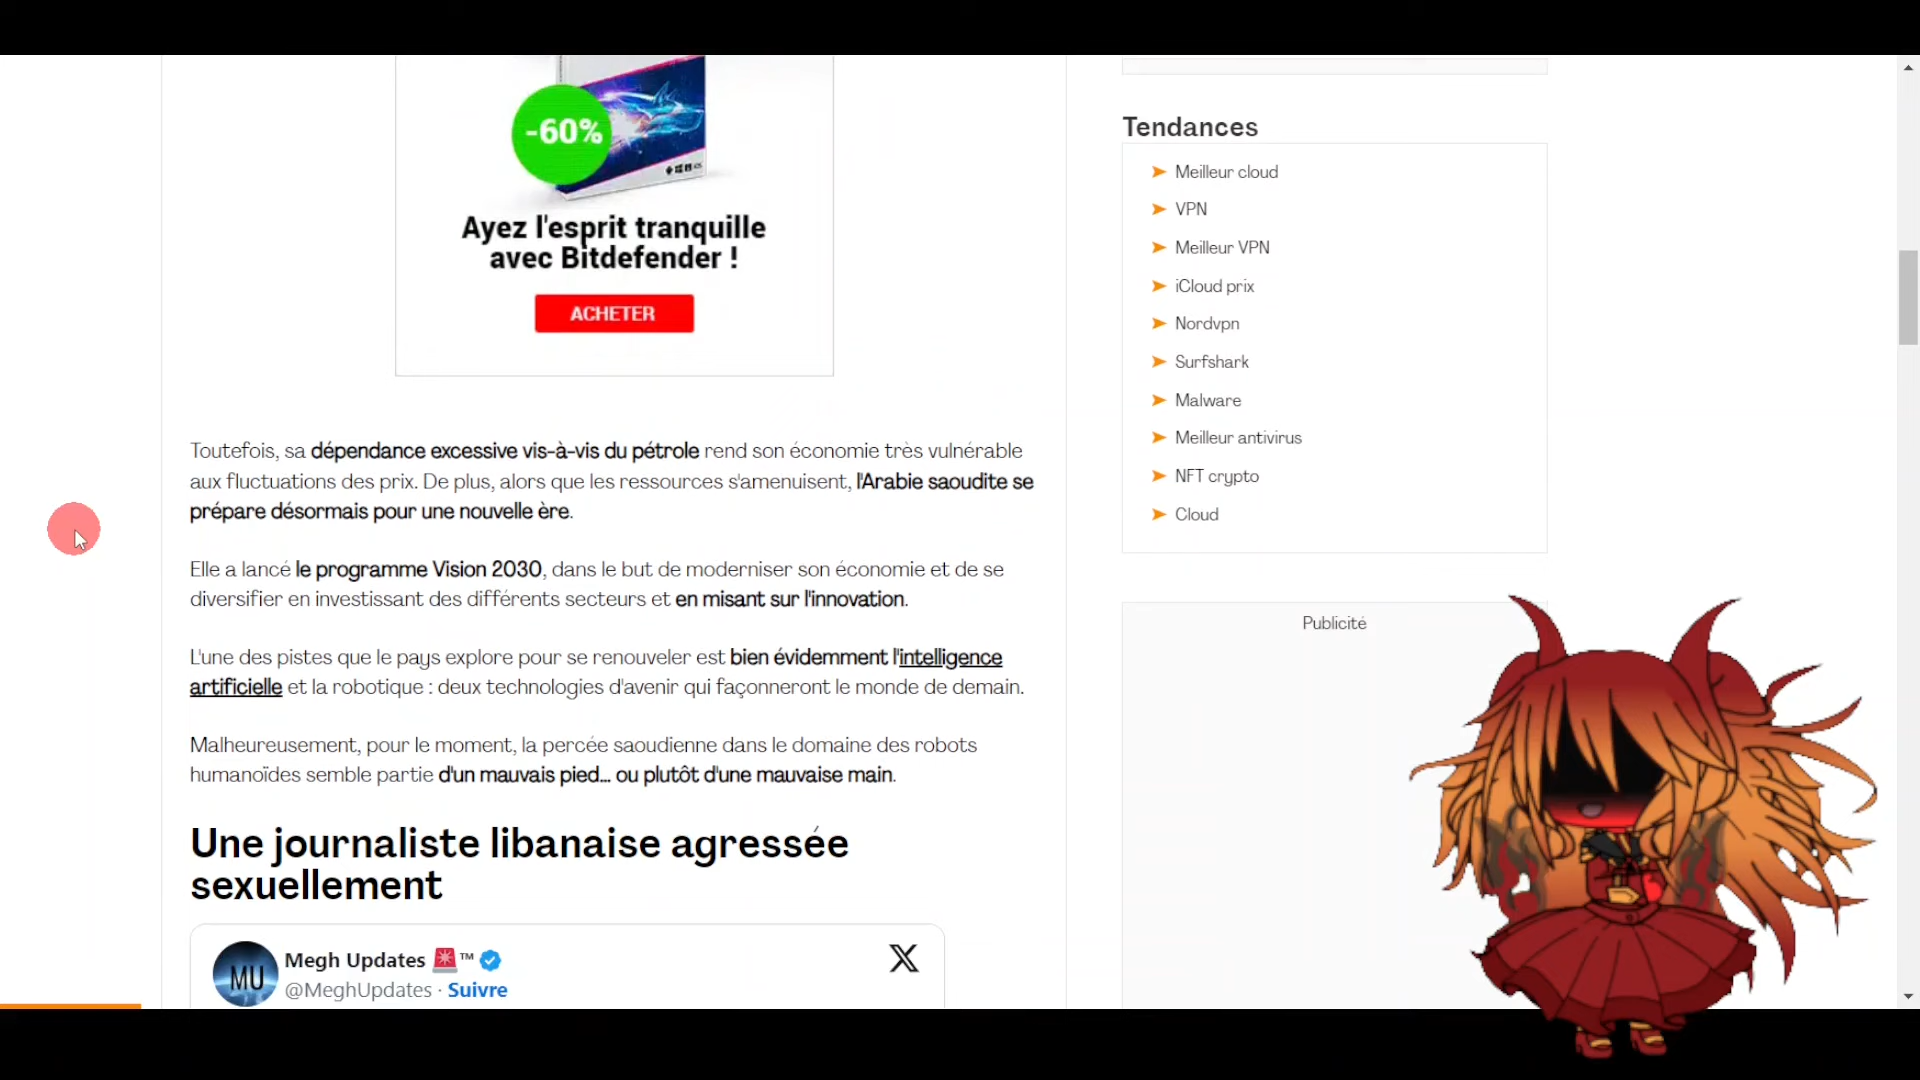 -60%
Ayez l'esprit tranquille
avec Bitdefender !
ACHETER
Toutefois, sa dépendance excessive vis-à-vis du pétrole rend son économie très vulnérable
aux fluctuations des prix. De plus, alors que les ressources s'amenuisent, l'Arabie saoudite se
prépare désormais pour une nouvelle ère.
Elle a lancé le programme Vision 2030, dans le but de moderniser son économie et de se
diversifier en investissant des différents secteurs et en misant sur l'innovation.
L'une des pistes que le pays explore pour se renouveler est bien évidemment l'intelligence
artificielle et la robotique : deux technologies d'avenir qui façonneront le monde de demain.
Malheureusement, pour le moment, la percée saoudienne dans le domaine des robots
humanoïdes semble partie d'un mauvais pied... ou plutôt d'une mauvaise main.
Une journaliste libanaise agressée
sexuellement
MU
Megh Updates 🚨™
@MeghUpdates · Suivre
Tendances
➤ Meilleur cloud
➤ VPN
➤ Meilleur VPN
➤ iCloud prix
➤ Nordvpn
➤ Surfshark
➤ Malware
➤ Meilleur antivirus
➤ NFT crypto
➤ Cloud
Publicité